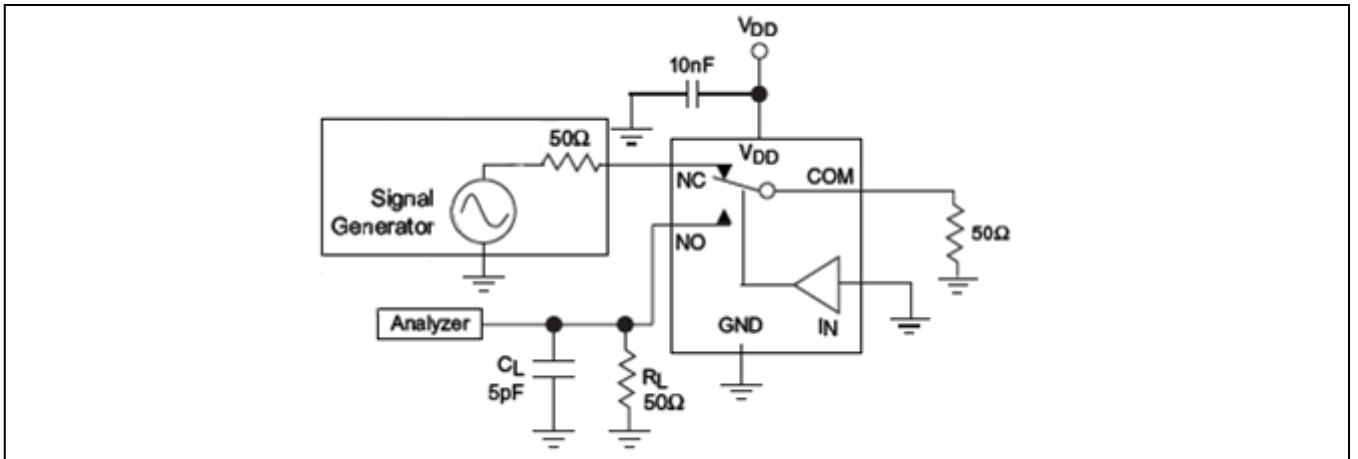 VDD
10nF
50Ω
VDD
NC
COM
Signal
Generator
NO
50Ω
Analyzer
GND
IN
CL
5pF
RL
50Ω